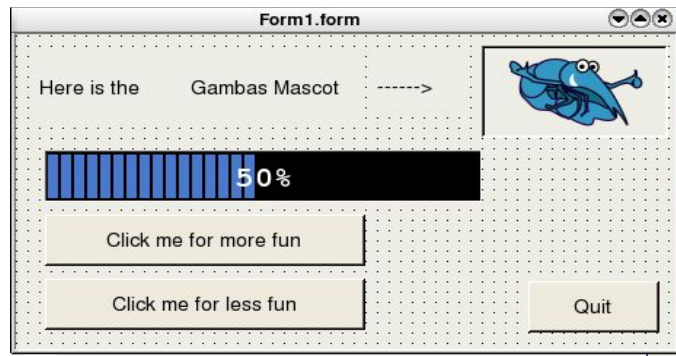 Form1.form
Here is the Gambas Mascot ------>
50%
Click me for more fun
Click me for less fun
Quit